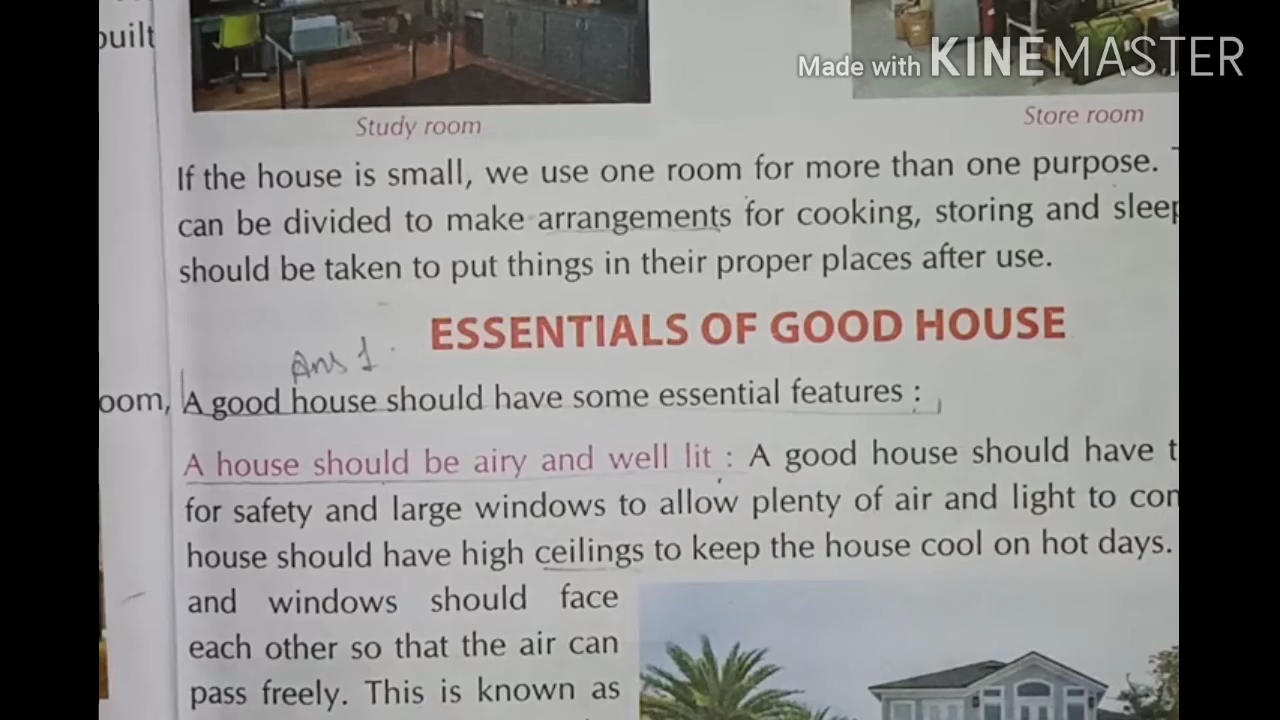 built
Made with KINEMASTER
Study room
Store room
If the house is small, we use one room for more than one purpose.
can be divided to make arrangements for cooking, storing and sleep
should be taken to put things in their proper places after use.
ESSENTIALS OF GOOD HOUSE
Ans 1.
oom,
A good house should have some essential features :
A house should be airy and well lit : A good house should have t
for safety and large windows to allow plenty of air and light to con
house should have high ceilings to keep the house cool on hot days.
and windows should face
each other so that the air can
pass freely. This is known as